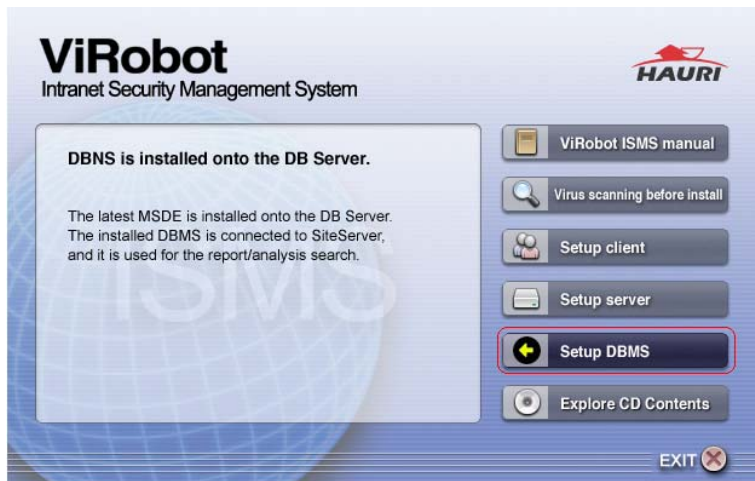 ViRobot
Intranet Security Management System
HAURI
DBNS is installed onto the DB Server.
The latest MSDE is installed onto the DB Server.
The installed DBMS is connected to SiteServer,
and it is used for the report/analysis search.
ISMS
ViRobot ISMS manual
Virus scanning before install
Setup client
Setup server
Setup DBMS
Explore CD Contents
EXIT